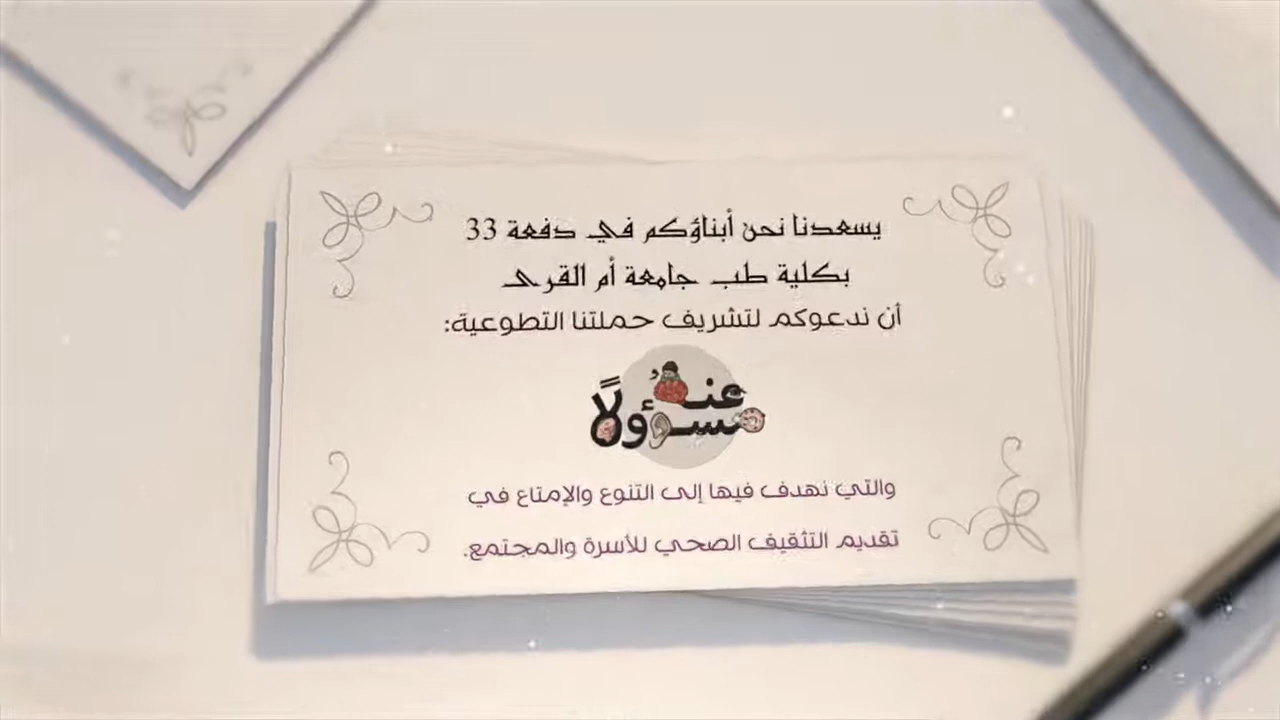 يسعدنا نحن أبناؤكم في دفعة 33
بكلية طب جامعة أم القرى
أن ندعوكم لتشريف حملتنا التطوعية:
عنهُ
مسؤولًا
والتي نهدف فيها إلى التنوع والإمتاع في
تقديم التثقيف الصحي للأسرة والمجتمع.